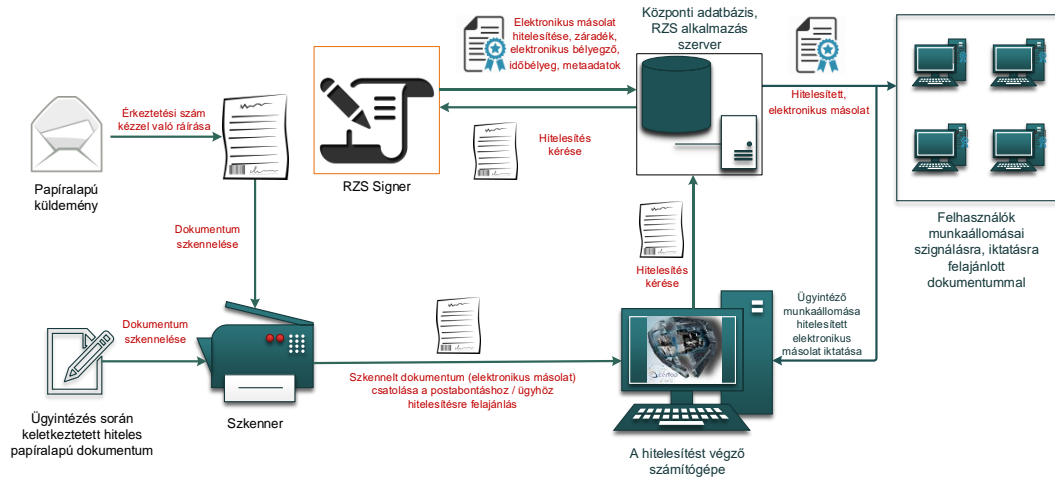 Elektronikus másolat
hitelesítése, záradék,
elektronikus bélyegző,
időbélyeg, metaadatok
Központi adatbázis,
RZS alkalmazás
szerver
Érkeztetési szám
kézzel való ráírása
Hitelesítés
kérése
Hitelesített,
elektronikus másolat
Papíralapú
küldemény
RZS Signer
Felhasználók
munkaállomásai
szignálásra, iktatásra
felajánlott
dokumentummal
Dokumentum
szkennelése
Hitelesítés
kérése
Dokumentum
szkennelése
Ügyintéző
munkaállomása
hitelesített
elektronikus
másolat iktatása
Szkennelt dokumentum (elektronikus másolat)
csatolása a postabontáshoz / ügyhöz
hitelesítésre felajánlás
Ügyintézés során
keletkeztetett hiteles
papíralapú dokumentum
Szkenner
A hitelesítést végző
számítógépe